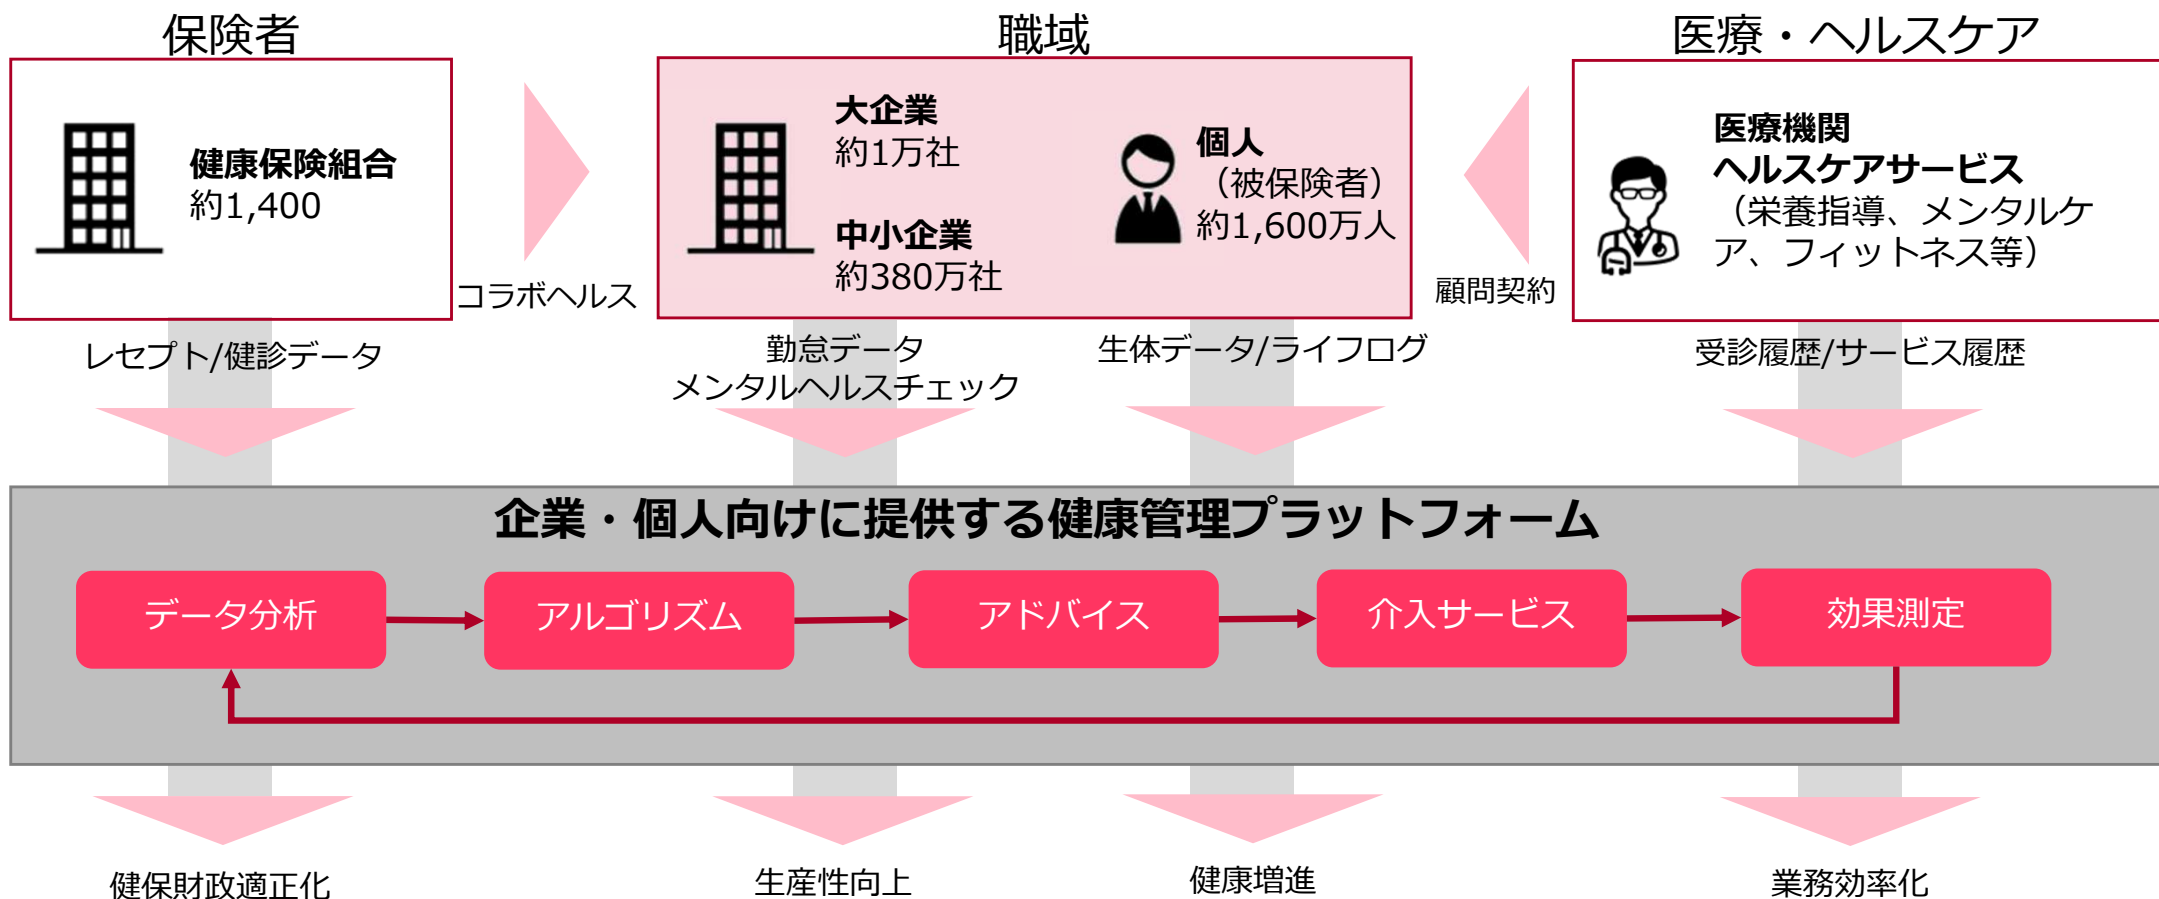 保険者
職域
医療・ヘルスケア
健康保険組合
約1,400
コラボヘルス
大企業
約1万社
中小企業
約380万社
個人
（被保険者）
約1,600万人
顧問契約
医療機関
ヘルスケアサービス
（栄養指導、メンタルケ
ア、フィットネス等）
レセプト/健診データ
勤怠データ
メンタルヘルスチェック
生体データ/ライフログ
受診履歴/サービス履歴
企業・個人向けに提供する健康管理プラットフォーム
データ分析
アルゴリズム
アドバイス
介入サービス
効果測定
健保財政適正化
生産性向上
健康増進
業務効率化